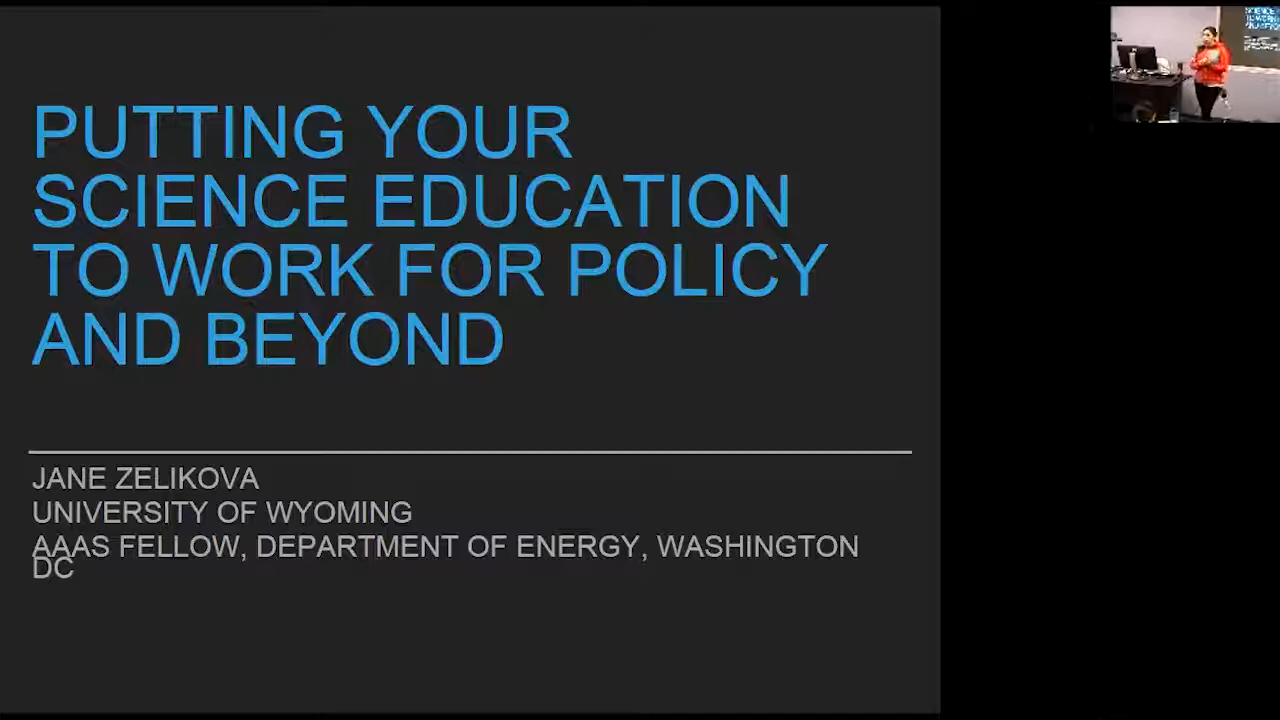 PUTTING YOUR
SCIENCE EDUCATION
TO WORK FOR POLICY
AND BEYOND
JANE ZELIKOVA
UNIVERSITY OF WYOMING
AAAS FELLOW, DEPARTMENT OF ENERGY, WASHINGTON
DC